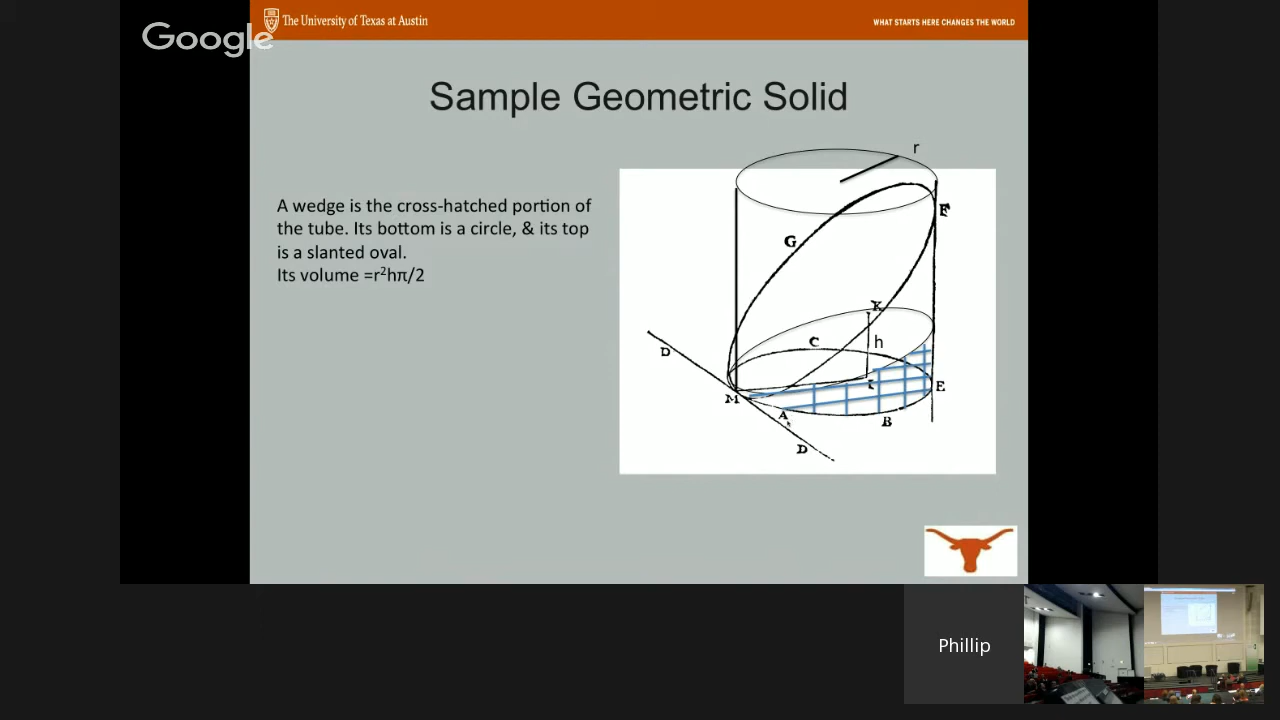 The University of Texas at Austin
WHAT STARTS HERE CHANGES THE WORLD
Google
Sample Geometric Solid
r
A wedge is the cross-hatched portion of
the tube. Its bottom is a circle, & its top
is a slanted oval.
Its volume =r²hπ/2
F
G
K
D
C
h
I
E
M
A
B
D
Phillip